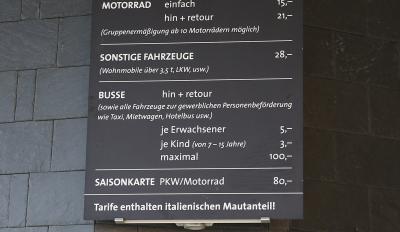 MOTORRAD einfach 15,–
hin + retour 21,–
(Gruppenermäßigung ab 10 Motorrädern möglich)
SONSTIGE FAHRZEUGE 28,–
(Wohnmobile über 3,5 t, LKW, usw.)
BUSSE hin + retour
(sowie alle Fahrzeuge zur gewerblichen Personenbeförderung
wie Taxi, Mietwagen, Hotelbus usw.)
je Erwachsener 5,–
je Kind (von 7 – 15 Jahre) 3,–
maximal 100,–
SAISONKARTE PKW/Motorrad 80,–
Tarife enthalten italienischen Mautanteil!